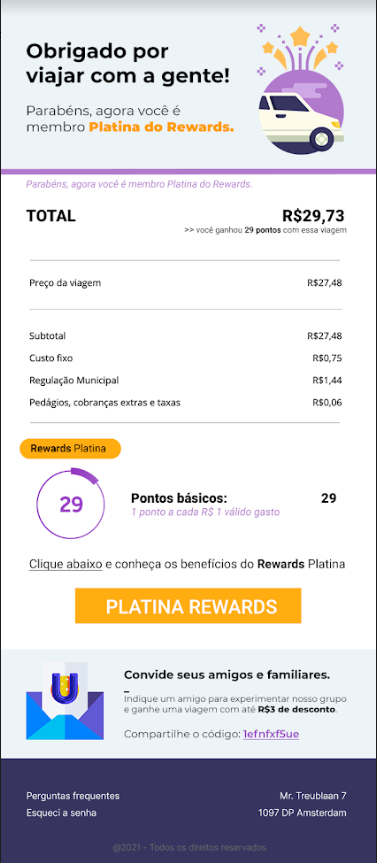 Obrigado por
viajar com a gente!
Parabéns, agora você é
membro Platina do Rewards.
Parabéns, agora você é membro Platina do Rewards.
TOTAL R$29,73
>> você ganhou 29 pontos com essa viagem
Preço da viagem R$27,48
Subtotal R$27,48
Custo fixo R$0,75
Regulação Municipal R$1,44
Pedágios, cobranças extras e taxas R$0,06
Rewards Platina
29
Pontos básicos: 29
1 ponto a cada R$ 1 válido gasto
Clique abaixo e conheça os benefícios do Rewards Platina
PLATINA REWARDS
U
Convide seus amigos e familiares.
Indique um amigo para experimentar nosso grupo
e ganhe uma viagem com até R$3 de desconto.
Compartilhe o código: 1efnfxf5ue
Perguntas frequentes Mr. Treublaan 7
Esqueci a senha 1097 DP Amsterdam
@2021 - Todos os direitos reservados